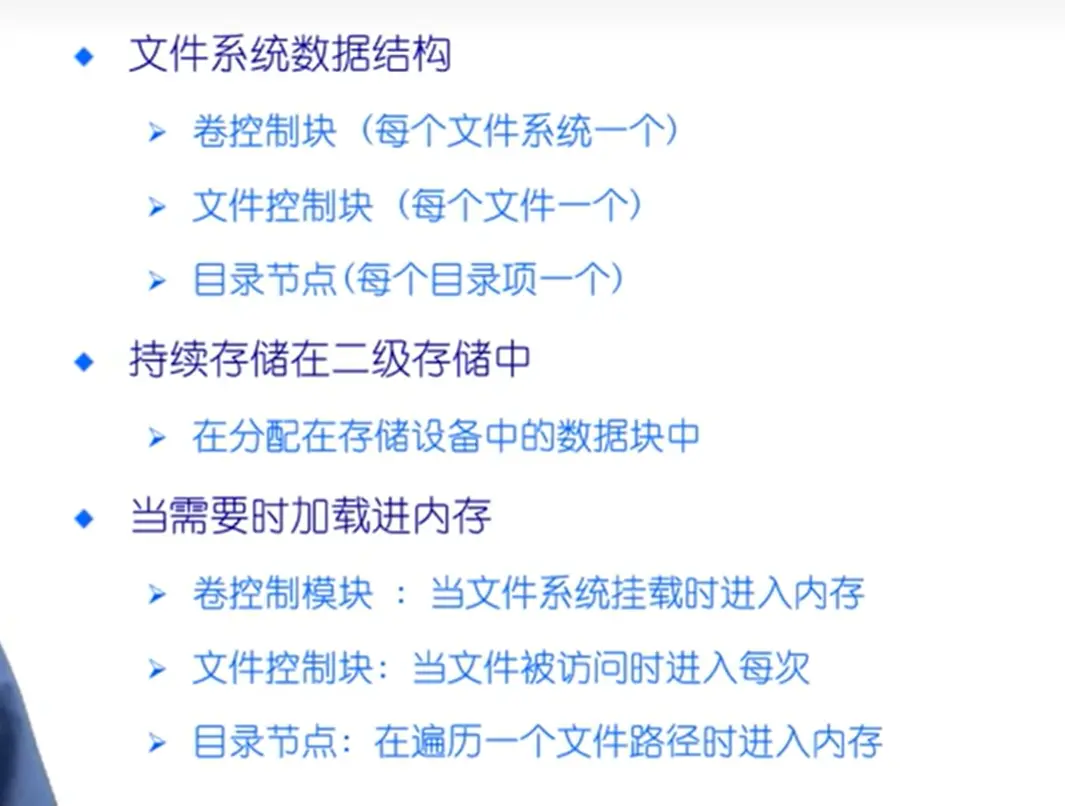 文件系统数据结构
卷控制块（每个文件系统一个）
文件控制块（每个文件一个）
目录节点(每个目录项一个)
持续存储在二级存储中
在分配在存储设备中的数据块中
当需要时加载进内存
卷控制模块 : 当文件系统挂载时进入内存
文件控制块: 当文件被访问时进入每次
目录节点: 在遍历一个文件路径时进入内存